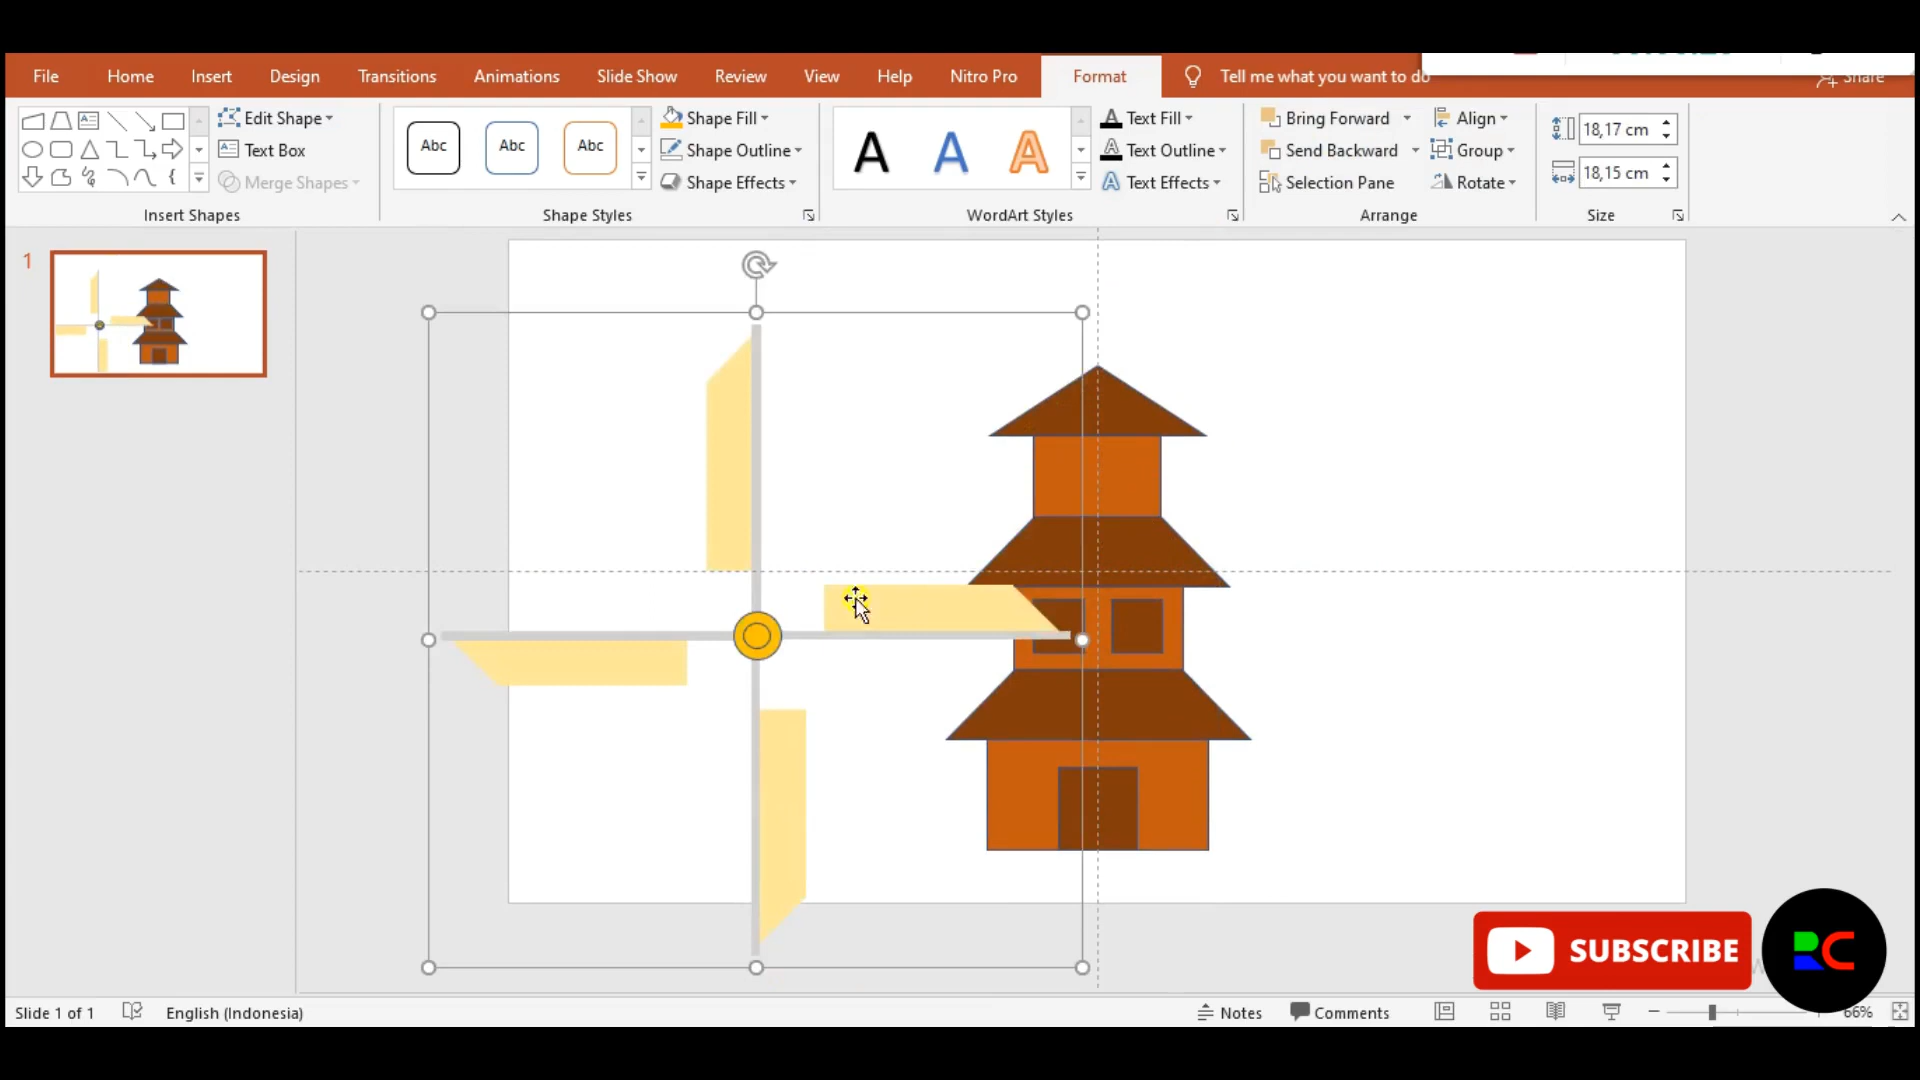 File Home Insert Design Transitions Animations Slide Show Review View Help Nitro Pro Format Tell me what you want to do Share
Edit Shape
Text Box
Merge Shapes
Insert Shapes
Abc Abc Abc
Shape Fill
Shape Outline
Shape Effects
Shape Styles
A A A
Text Fill
Text Outline
Text Effects
WordArt Styles
Bring Forward
Send Backward
Selection Pane
Align
Group
Rotate
Arrange
18,17 cm
18,15 cm
Size
1
SUBSCRIBE
RC
Slide 1 of 1 English (Indonesia) Notes Comments 66%